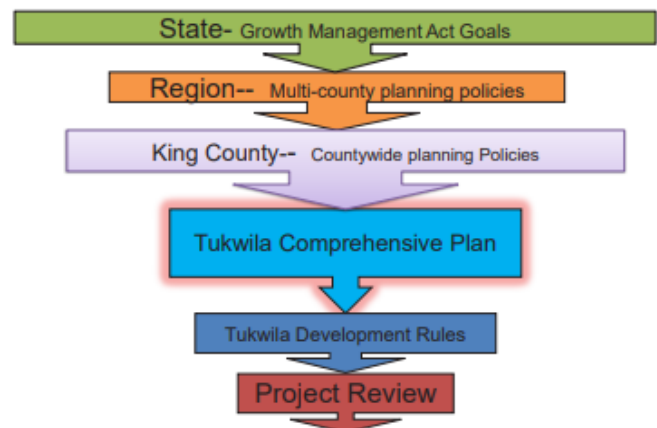 State- Growth Management Act Goals
Region-- Multi-county planning policies
King County-- Countywide planning Policies
Tukwila Comprehensive Plan
Tukwila Development Rules
Project Review